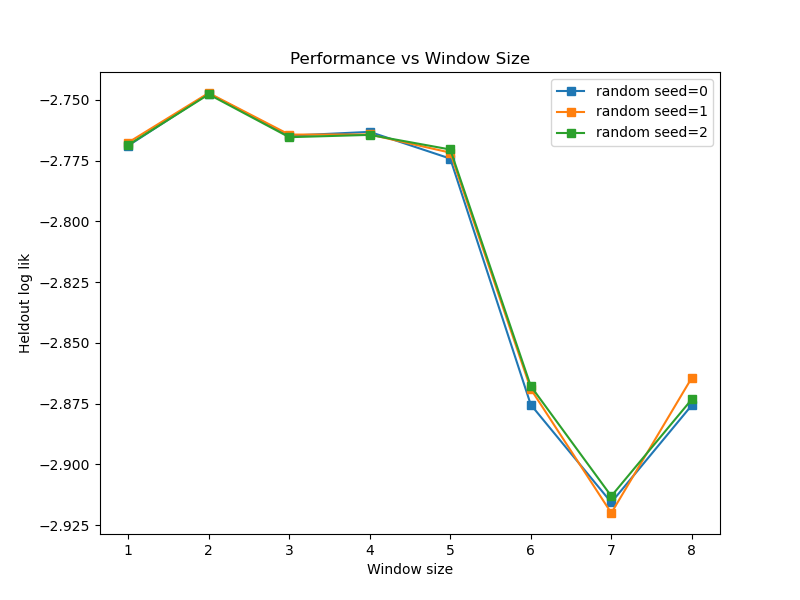 Performance vs Window Size
random seed=0
random seed=1
random seed=2
−2.750
−2.775
−2.800
−2.825
−2.850
−2.875
−2.900
−2.925
Heldout log lik
1 2 3 4 5 6 7 8
Window size